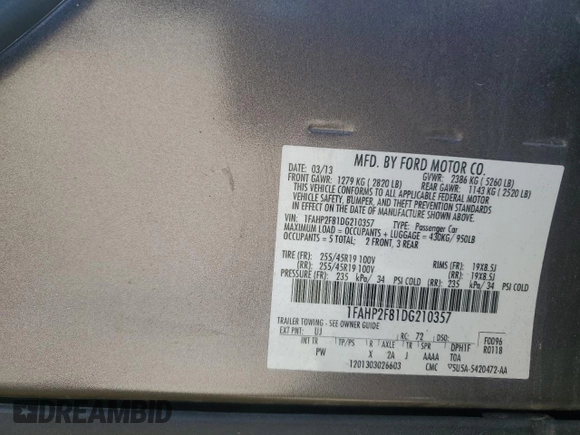 MFD. BY FORD MOTOR CO.
DATE: 03/13 GVWR: 2386 KG ( 5260 LB)
FRONT GAWR: 1279 KG ( 2820 LB) REAR GAWR: 1143 KG ( 2520 LB)
THIS VEHICLE CONFORMS TO ALL APPLICABLE FEDERAL MOTOR
VEHICLE SAFETY, BUMPER, AND THEFT PREVENTION STANDARDS
IN EFFECT ON THE DATE OF MANUFACTURE SHOWN ABOVE.
VIN: 1FAHP2F81DG210357 TYPE: Passenger Car
MAXIMUM LOAD = OCCUPANTS + LUGGAGE = 430KG/ 950LB
OCCUPANTS = 5 TOTAL; 2 FRONT, 3 REAR
TIRE (FR): 255/45R19 100V RIMS (FR): 19X8.5J
(RR): 255/45R19 100V (RR): 19X8.5J
PRESSURE (FR): 235 kPa/ 34 PSI COLD (RR): 235 kPa/ 34 PSI COLD
1FAHP2F81DG210357
TRAILER TOWING - SEE OWNER GUIDE
EXT PNT: UJ RC: 72 DSO: F0096
R0118
INT TR TP/PS R AXLE TR SPR DPH1F
PW X 2A J AAAA T0A
1201303026603 CMC
DREAMBID